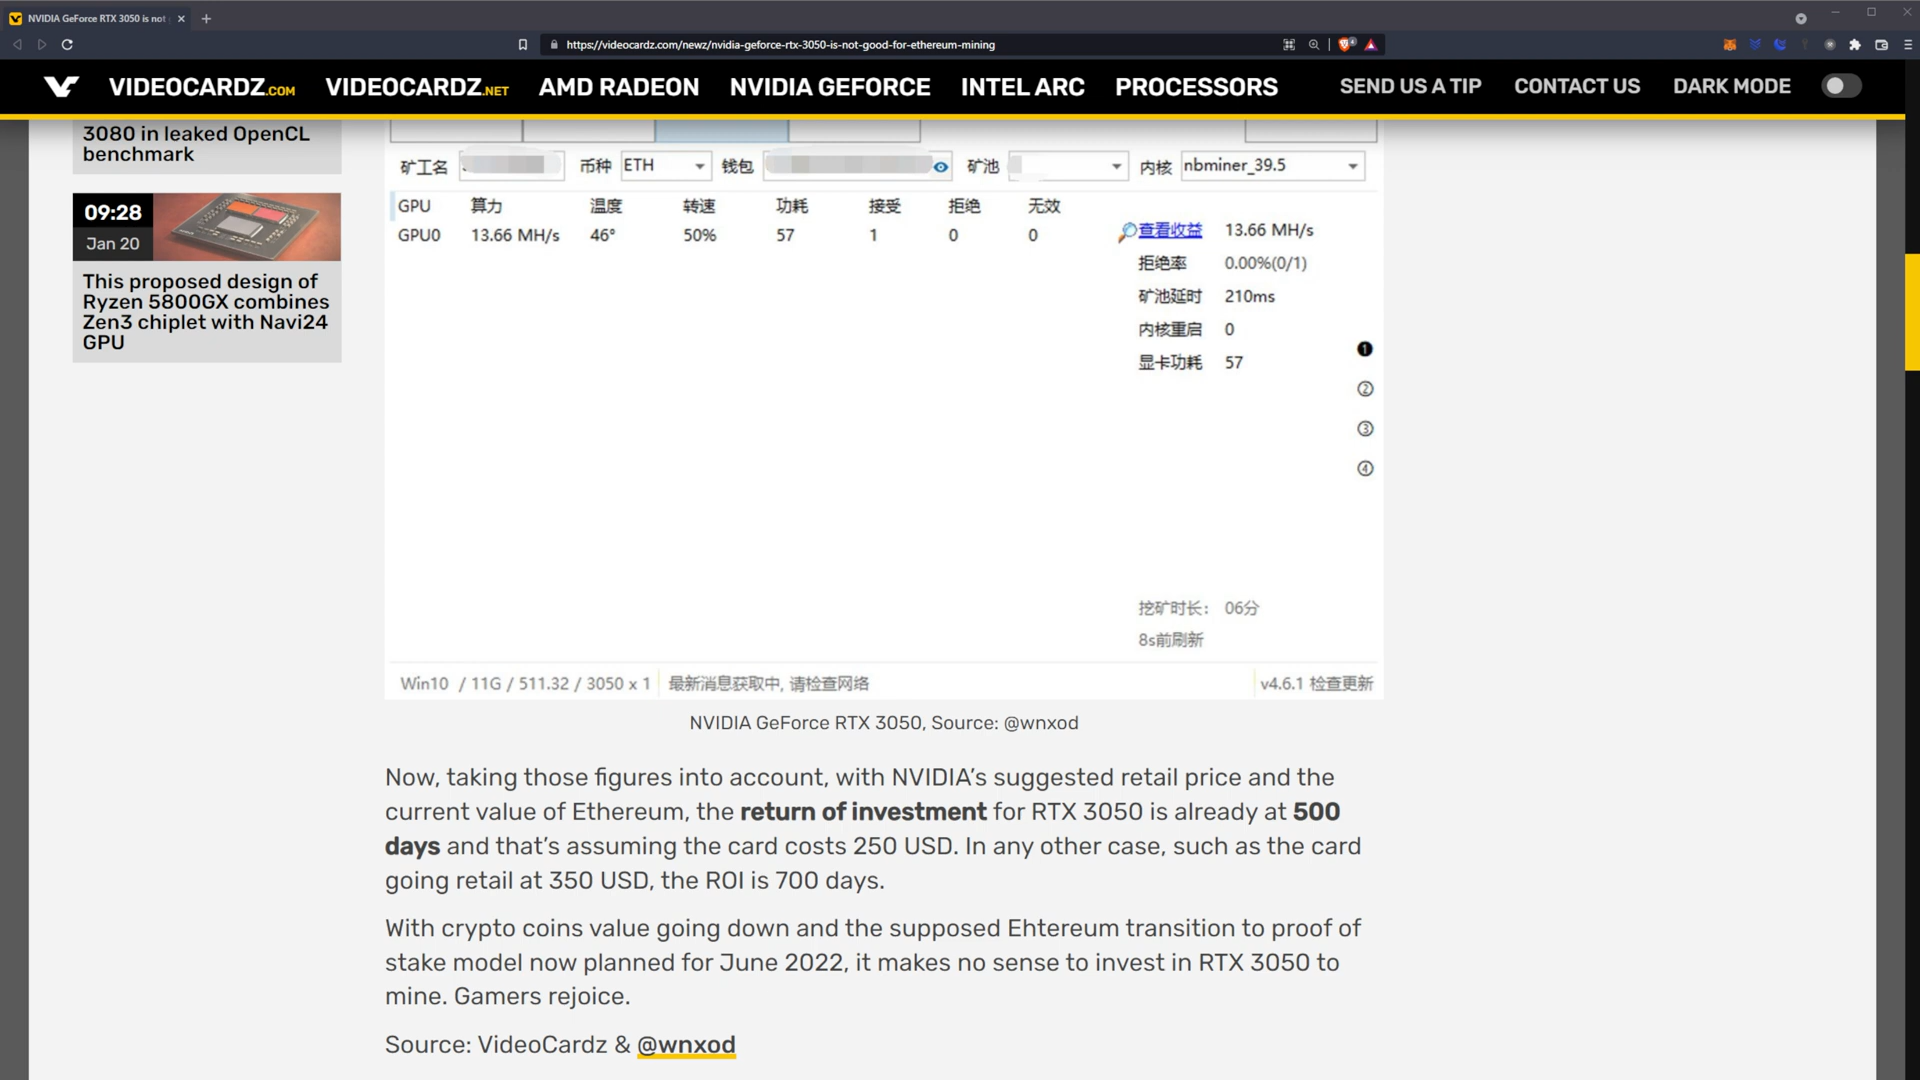 NVIDIA GeForce RTX 3050 is not
https://videocardz.com/newz/nvidia-geforce-rtx-3050-is-not-good-for-ethereum-mining
VIDEOCARDZ.COM VIDEOCARDZ.NET AMD RADEON NVIDIA GEFORCE INTEL ARC PROCESSORS SEND US A TIP CONTACT US DARK MODE
3080 in leaked OpenCL
benchmark
09:28
Jan 20
This proposed design of
Ryzen 5800GX combines
Zen3 chiplet with Navi24
GPU
矿工名 币种 ETH 钱包 矿池 内核 nbminer_39.5
GPU 算力 温度 转速 功耗 接受 拒绝 无效
GPU0 13.66 MH/s 46° 50% 57 1 0 0
查看收益 13.66 MH/s
拒绝率 0.00%(0/1)
矿池延时 210ms
内核重启 0
显卡功耗 57
1
2
3
4
挖矿时长: 06分
8s前刷新
Win10 / 11G / 511.32 / 3050 x 1 最新消息获取中, 请检查网络 v4.6.1 检查更新
NVIDIA GeForce RTX 3050, Source: @wnxod
Now, taking those figures into account, with NVIDIA's suggested retail price and the
current value of Ethereum, the return of investment for RTX 3050 is already at 500
days and that's assuming the card costs 250 USD. In any other case, such as the card
going retail at 350 USD, the ROI is 700 days.
With crypto coins value going down and the supposed Ehtereum transition to proof of
stake model now planned for June 2022, it makes no sense to invest in RTX 3050 to
mine. Gamers rejoice.
Source: VideoCardz & @wnxod